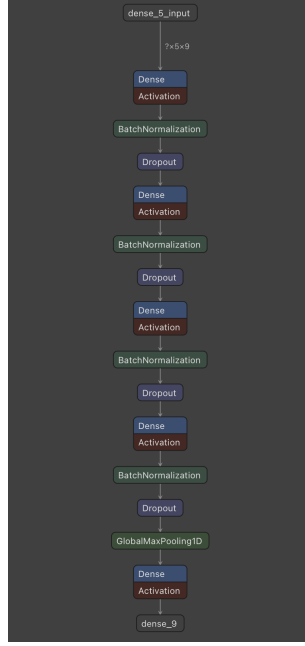 dense_5_input
?×5×9
Dense
Activation
BatchNormalization
Dropout
Dense
Activation
BatchNormalization
Dropout
Dense
Activation
BatchNormalization
Dropout
Dense
Activation
BatchNormalization
Dropout
GlobalMaxPooling1D
Dense
Activation
dense_9